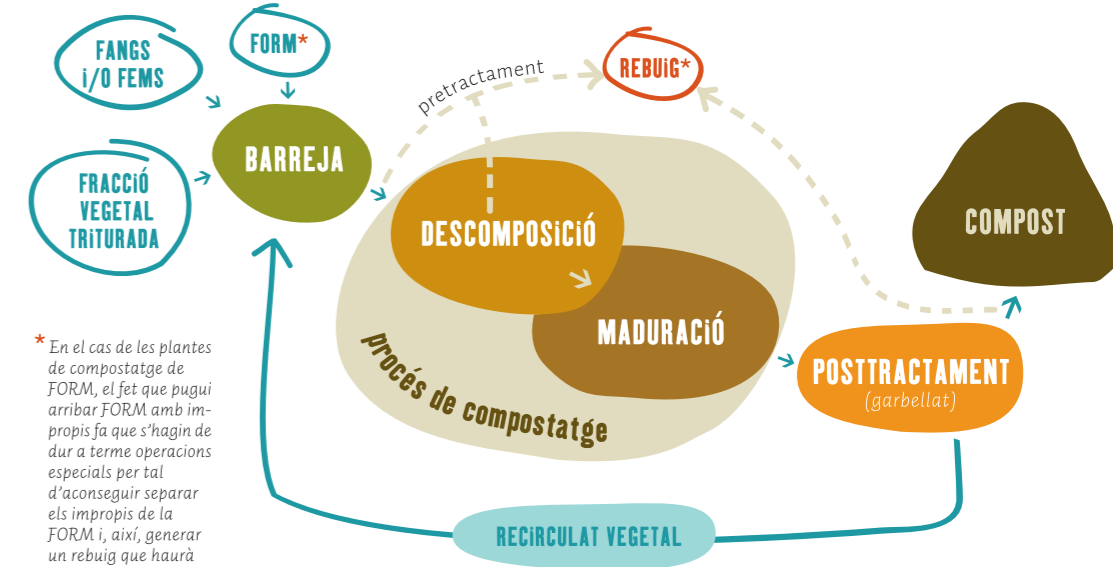 FANGS
i/O FEMS
FORM*
FRACCiÓ
VEGETAL
TRiTURADA
BARREJA
pretractament
REBUiG*
DESCOMPOSiCiÓ
MADURACiÓ
procés de compostatge
POSTTRACTAMENT
(garbellat)
COMPOST
RECiRCULAT VEGETAL
* En el cas de les plantes
de compostatge de
FORM, el fet que pugui
arribar FORM amb im-
propis fa que s'hagin de
dur a terme operacions
especials per tal
d'aconseguir separar
els impropis de la
FORM i, així, generar
un rebuig que haurà